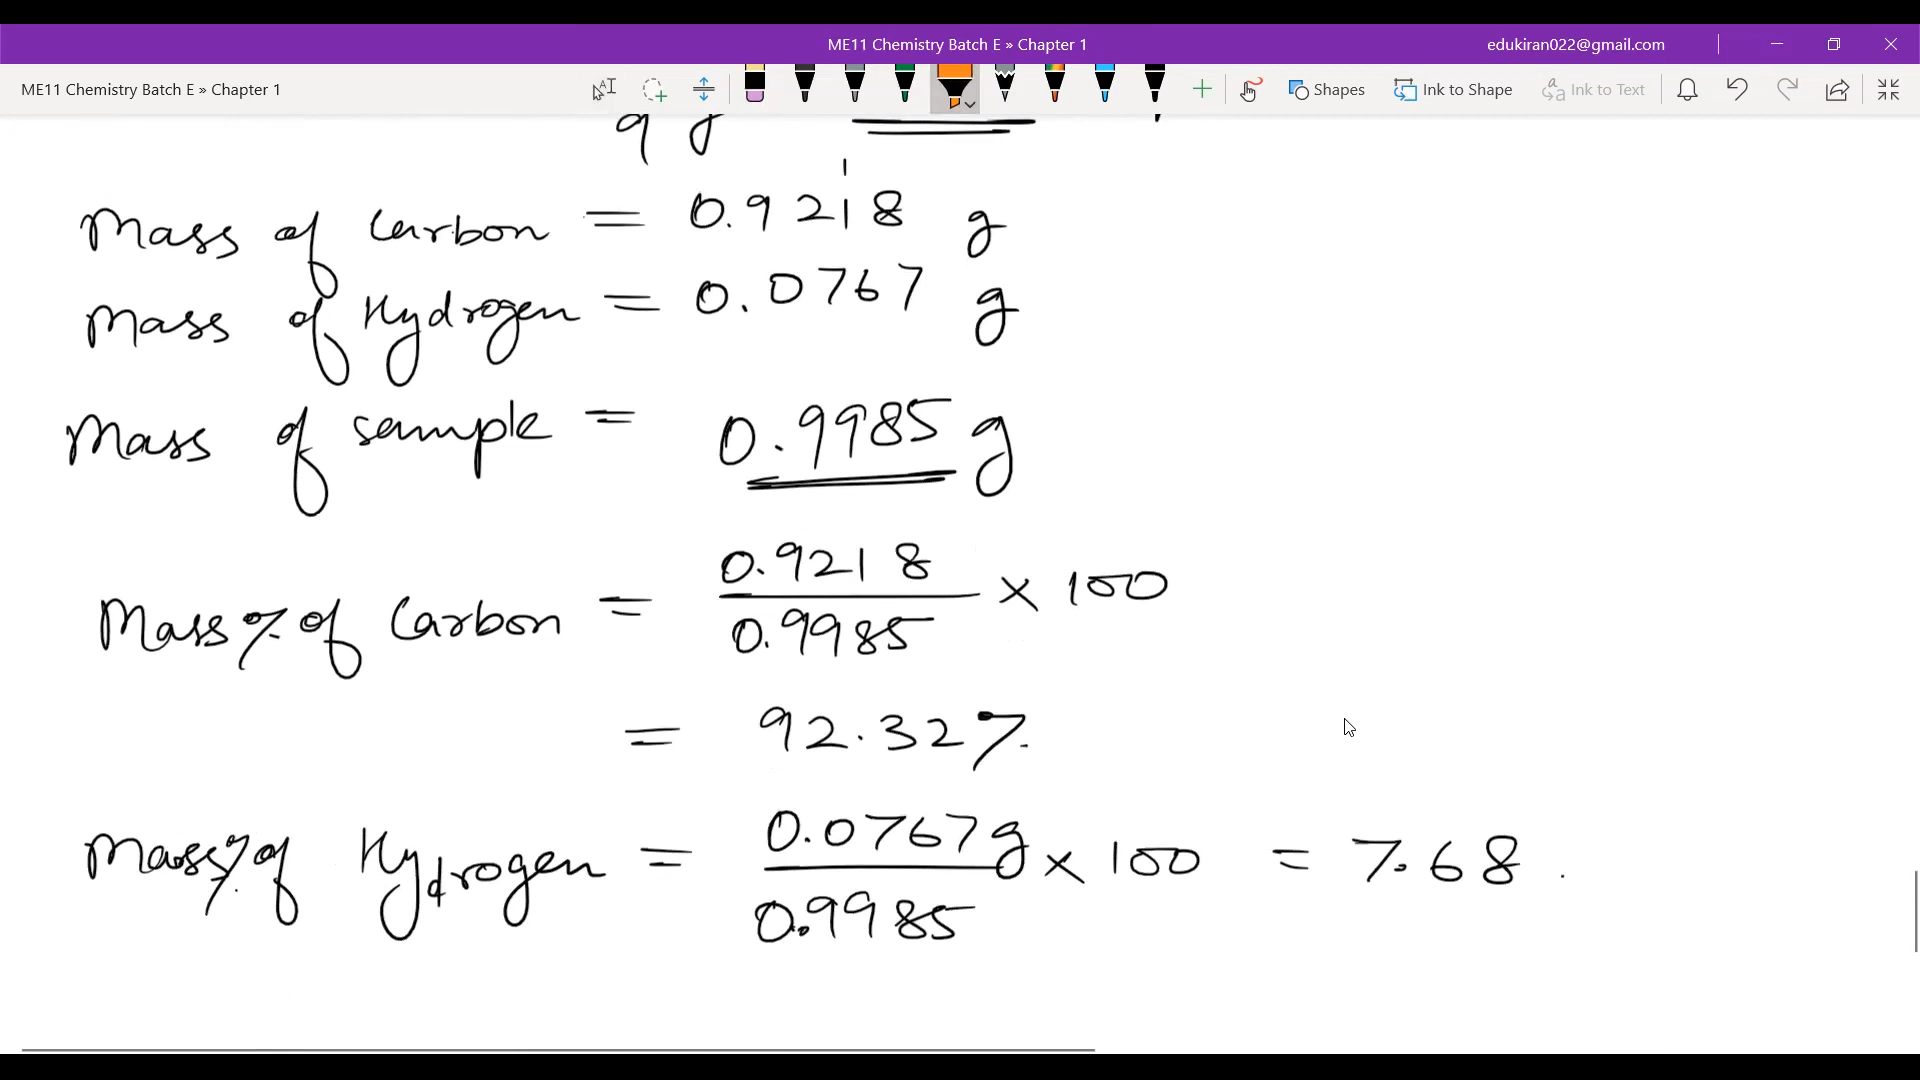 ME11 Chemistry Batch E » Chapter 1
edukiran022@gmail.com
ME11 Chemistry Batch E » Chapter 1
Shapes
Ink to Shape
Ink to Text
Mass of Carbon = 0.9218 g
Mass of Hydrogen = 0.0767 g
Mass of sample = 0.9985 g
Mass % of Carbon = 0.9218 / 0.9985 × 100
= 92.32 %
Mass % of Hydrogen = 0.0767 g / 0.9985 × 100 = 7.68